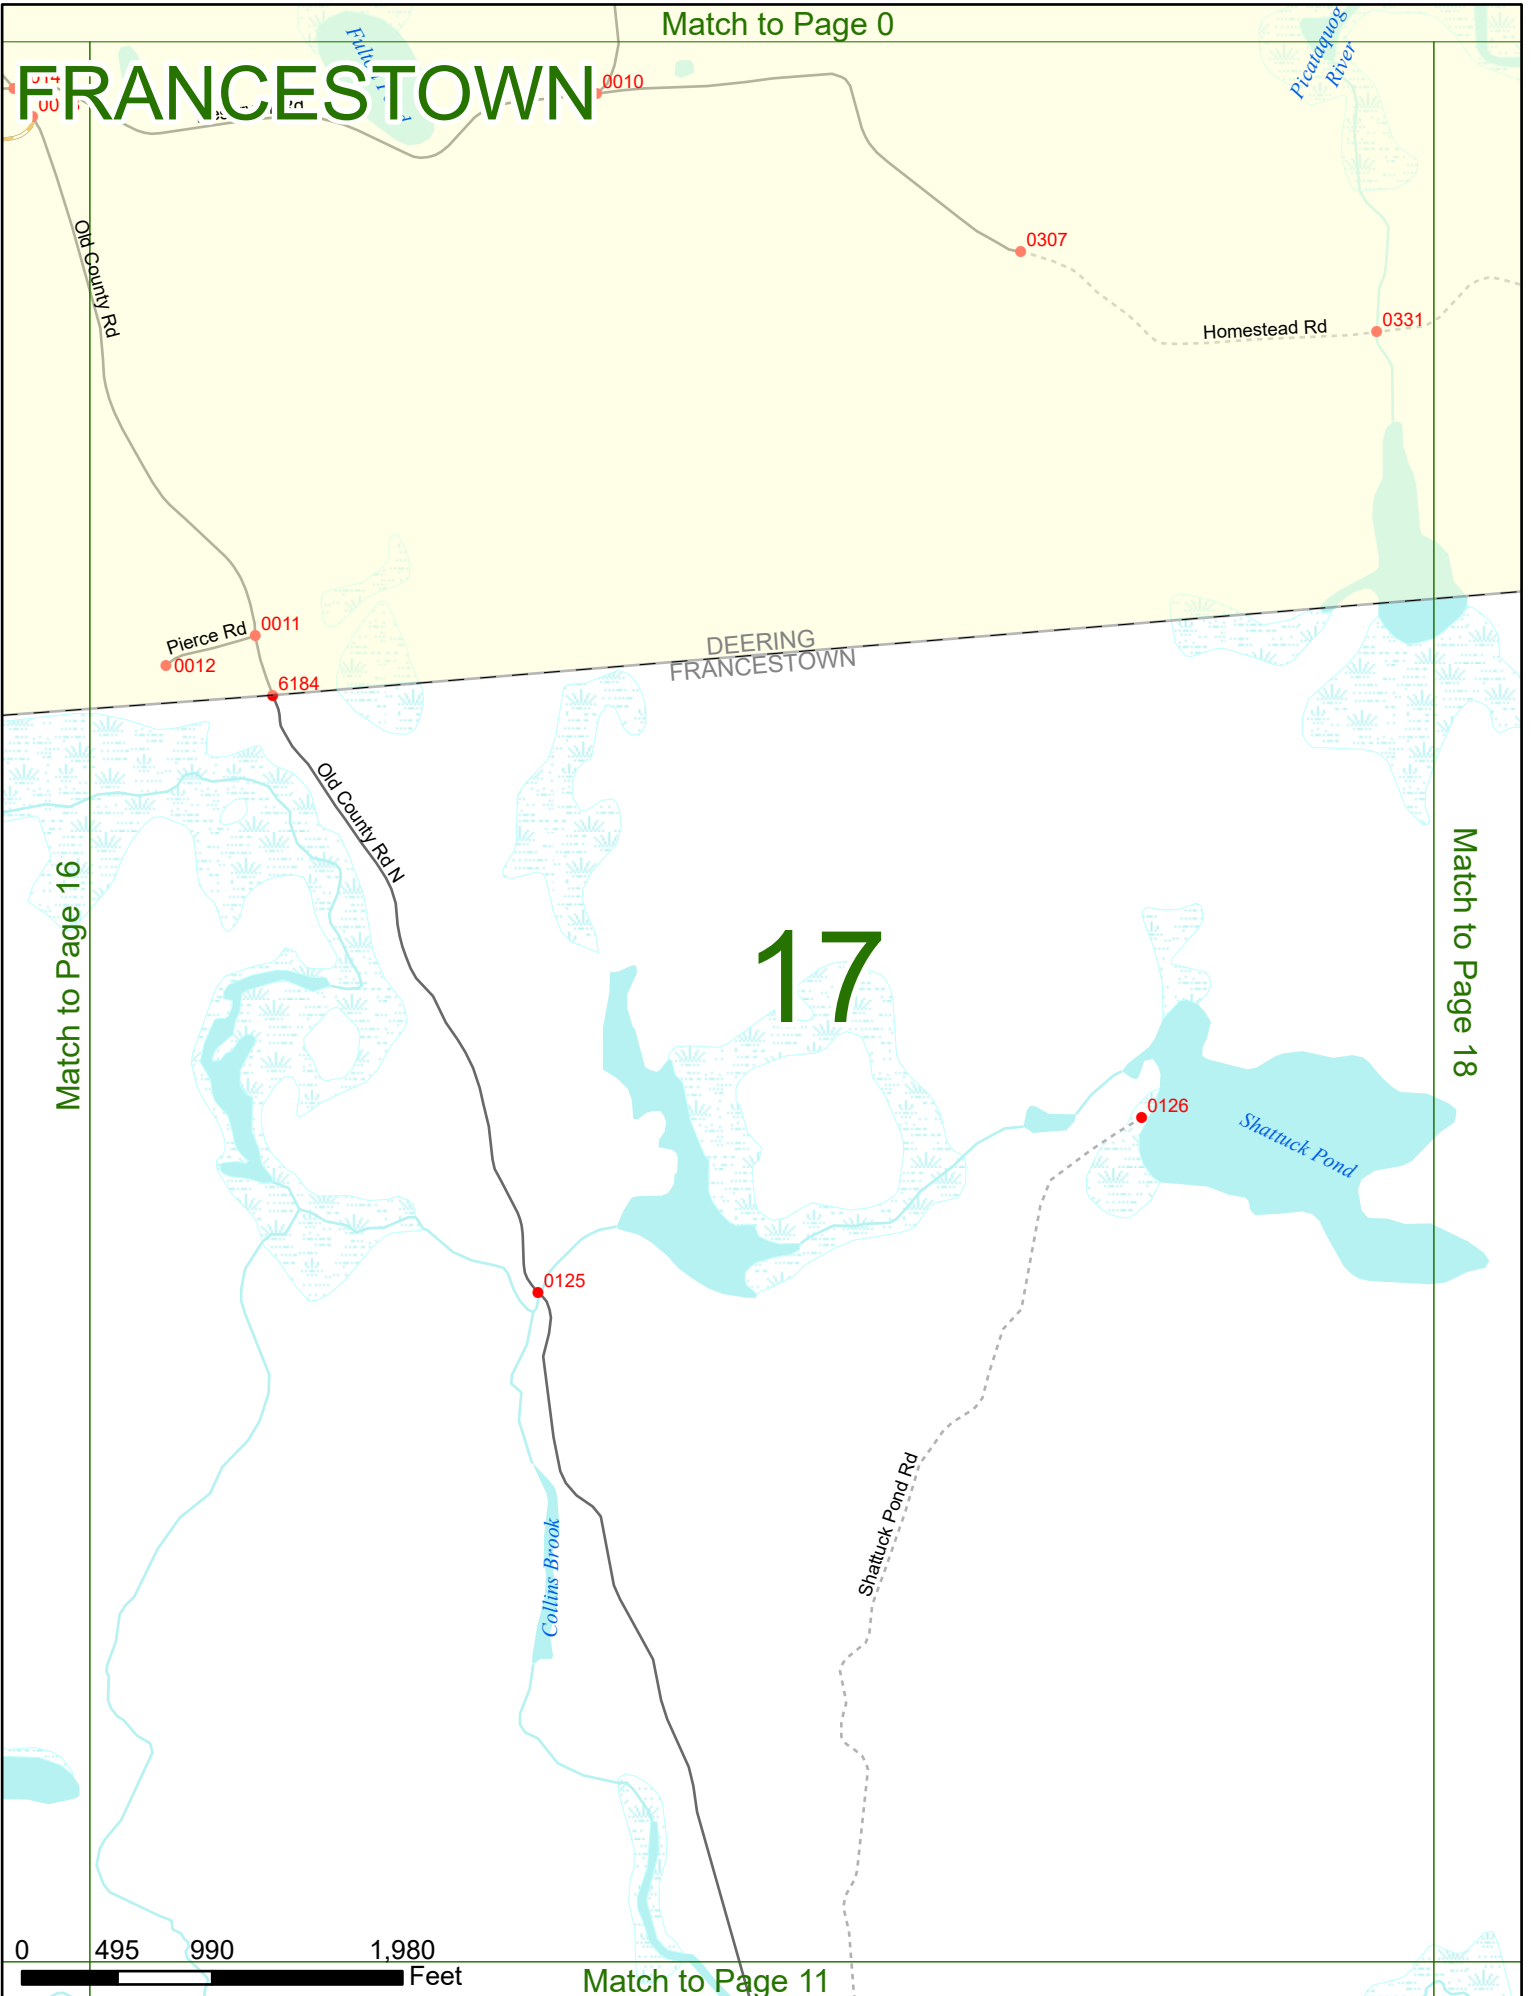 Match to Page 0
FRANCESTOWN
0010
Picataquog
River
Old County Rd
0307
Homestead Rd
0331
Pierce Rd
0011
0012
6184
DEERING
FRANCESTOWN
Old County Rd N
Match to Page 16
17
Match to Page 18
0126
Shattuck Pond
0125
Shattuck Pond Rd
Collins Brook
0 495 990 1,980
Feet
Match to Page 11